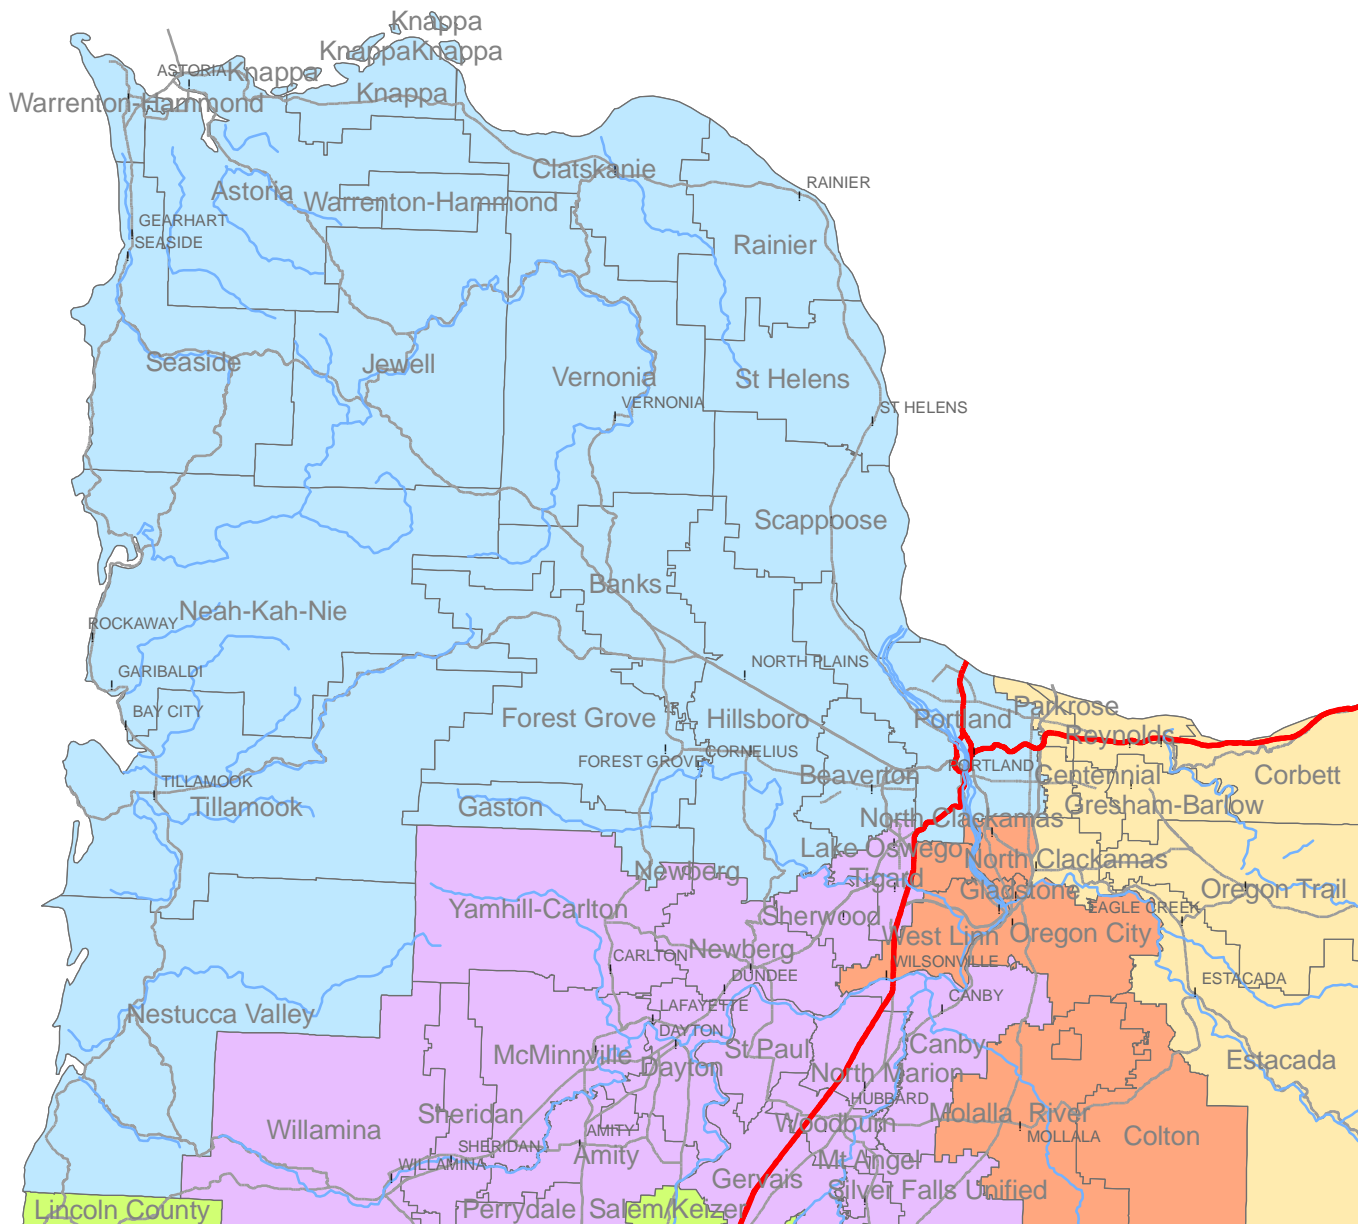 Knappa
KnappaKnappa
ASTORIA
Knappa
Knappa
Warrenton-Hammond
Clatskanie
RAINIER
Astoria
Warrenton-Hammond
GEARHART
SEASIDE
Rainier
Seaside
Jewell
Vernonia
St Helens
VERNONIA
ST HELENS
Scappoose
Banks
Neah-Kah-Nie
ROCKAWAY
GARIBALDI
NORTH PLAINS
BAY CITY
Forest Grove
Hillsboro
Portland
Parkrose
Reynolds
CORNELIUS
FOREST GROVE
PORTLAND
Beaverton
Centennial
Corbett
TILLAMOOK
Tillamook
Gaston
Gresham-Barlow
North Clackamas
Lake Oswego
North Clackamas
Newberg
Tigard
Gladstone
Oregon Trail
Yamhill-Carlton
Sherwood
EAGLE CREEK
West Linn
Oregon City
Newberg
CARLTON
DUNDEE
WILSONVILLE
ESTACADA
LAFAYETTE
CANBY
Nestucca Valley
DAYTON
McMinnville
St Paul
Canby
Dayton
North Marion
Estacada
HUBBARD
Sheridan
Molalla River
Willamina
Woodburn
AMITY
MOLLALA
Colton
SHERIDAN
Amity
Mt Angel
WILLAMINA
Gervais
Silver Falls Unified
Lincoln County
Perrydale
Salem/Keizer